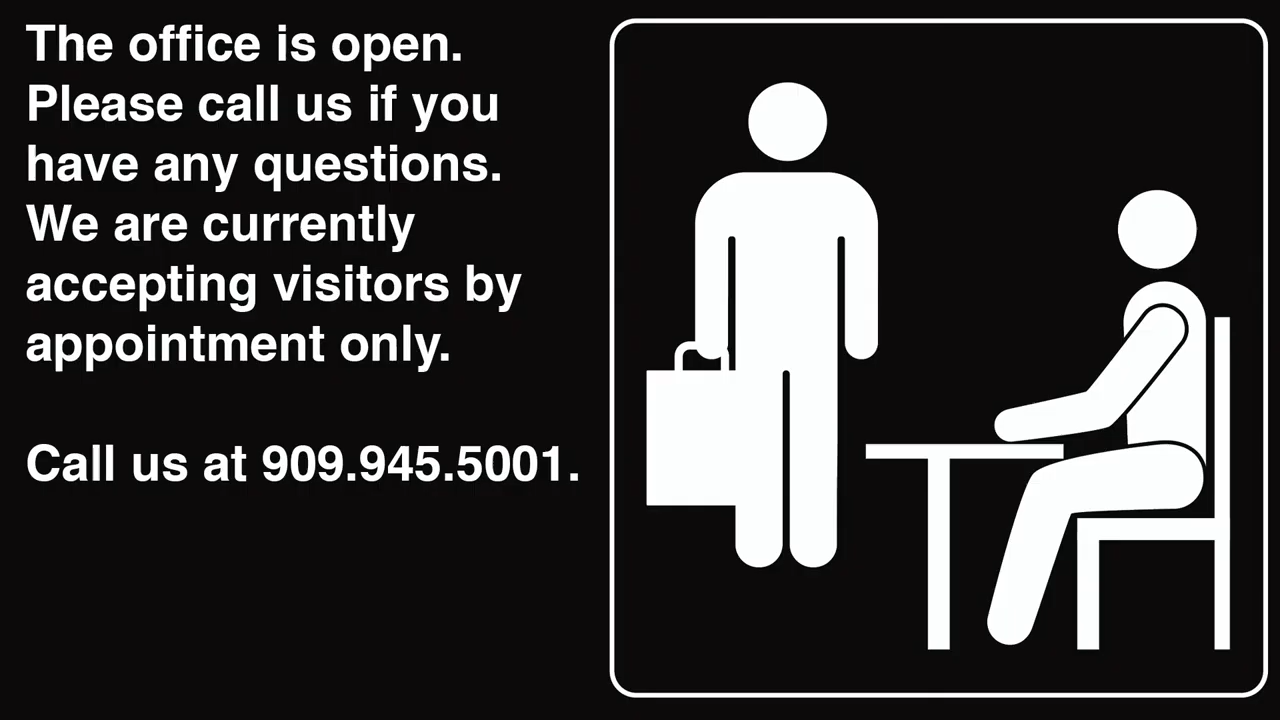 The office is open.
Please call us if you
have any questions.
We are currently
accepting visitors by
appointment only.
Call us at 909.945.5001.